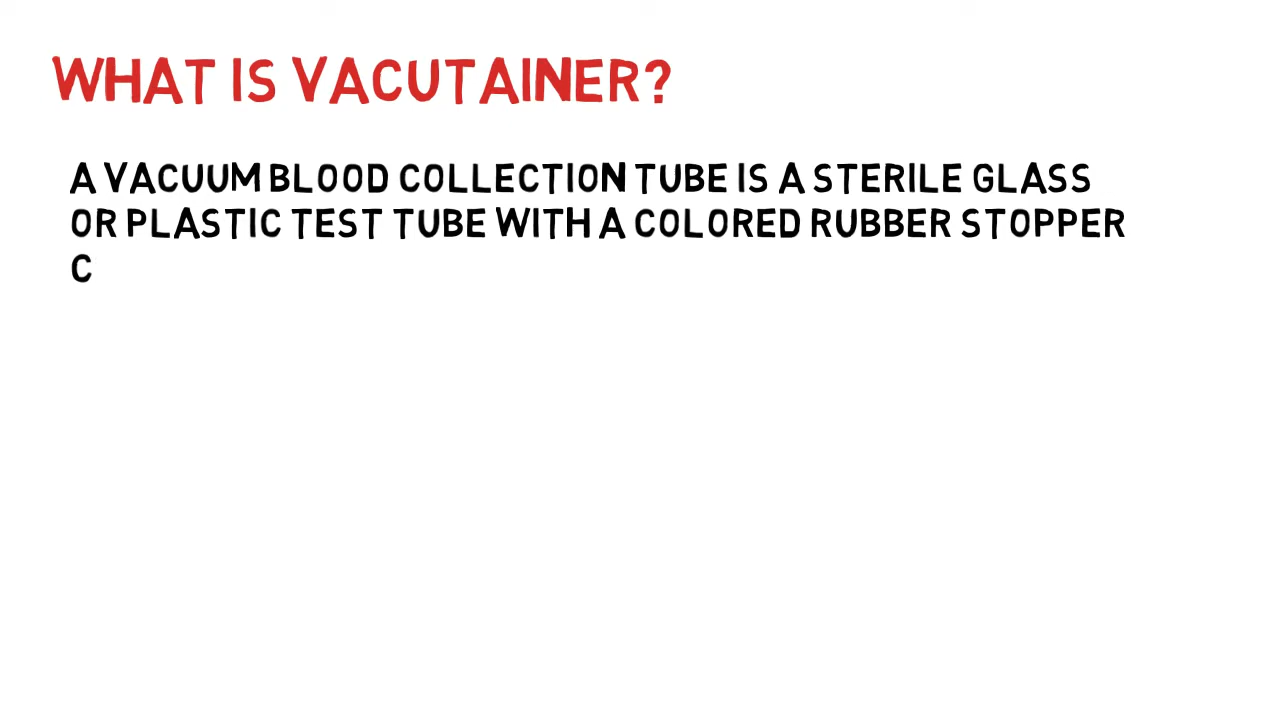 WHAT IS VACUTAINER?
A VACUUM BLOOD COLLECTION TUBE IS A STERILE GLASS
OR PLASTIC TEST TUBE WITH A COLORED RUBBER STOPPER
C